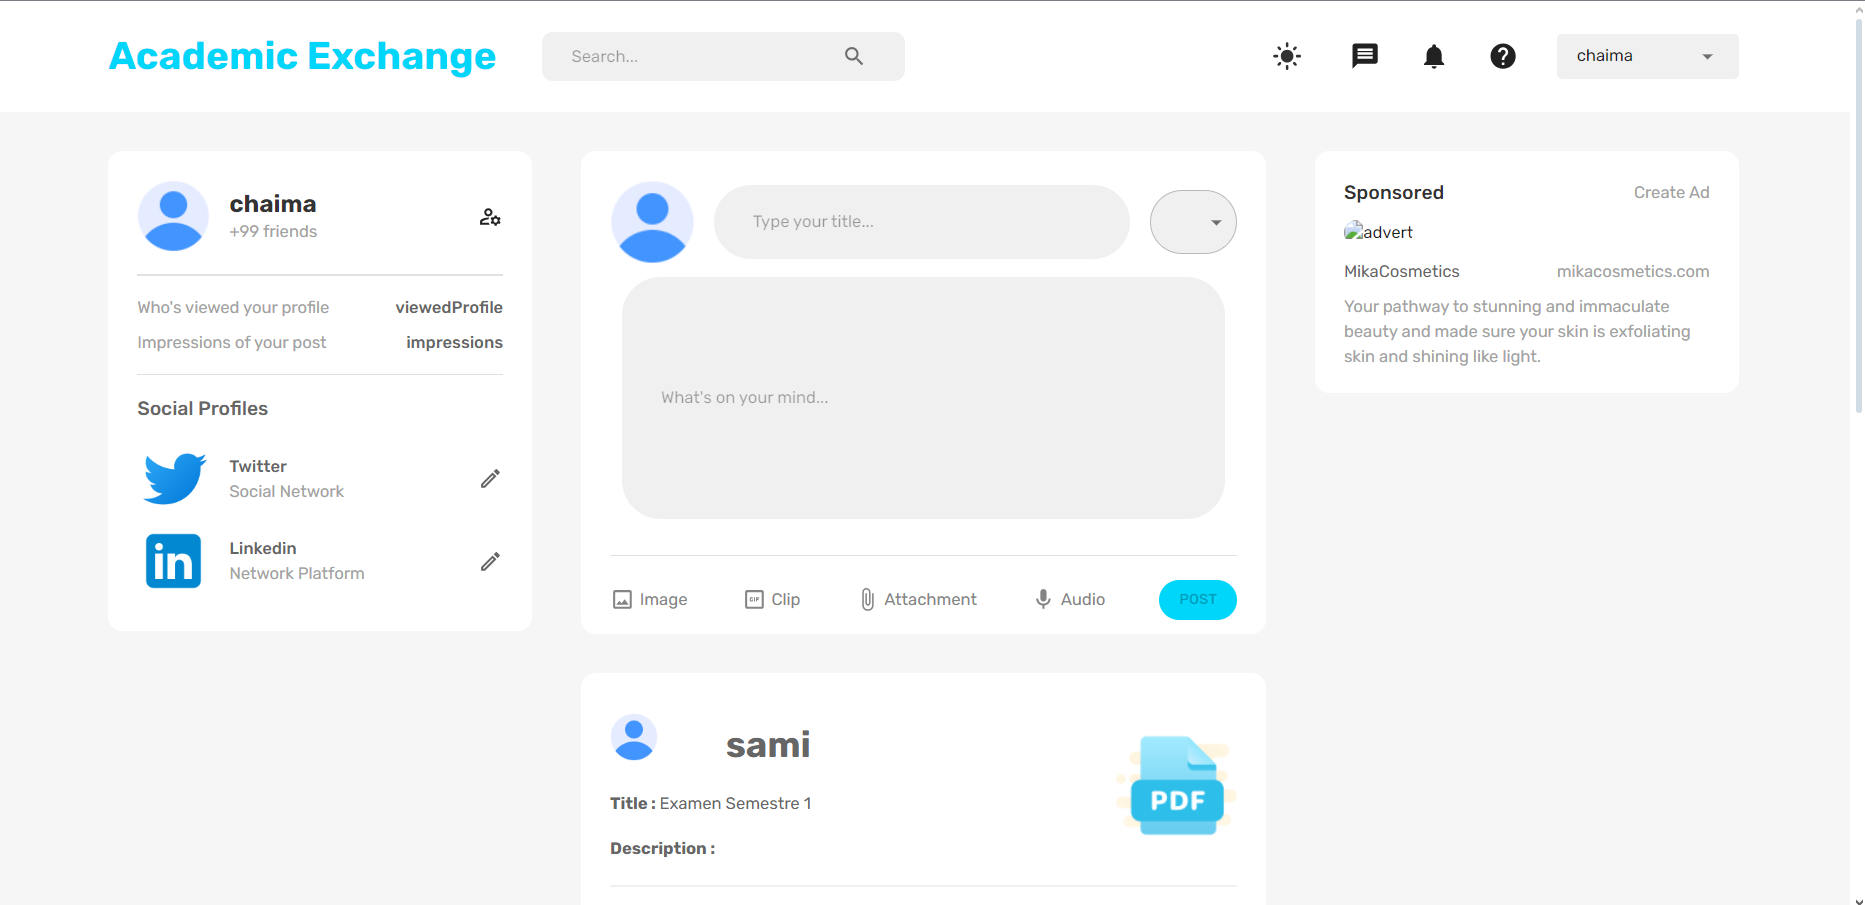 Academic Exchange
Search...
chaima
chaima
+99 friends
Who's viewed your profile viewedProfile
Impressions of your post impressions
Social Profiles
Twitter
Social Network
in
Linkedin
Network Platform
Type your title...
What's on your mind...
Image GIF Clip Attachment Audio POST
sami
Title : Examen Semestre 1
Description :
PDF
Sponsored Create Ad
advert
MikaCosmetics mikacosmetics.com
Your pathway to stunning and immaculate
beauty and made sure your skin is exfoliating
skin and shining like light.